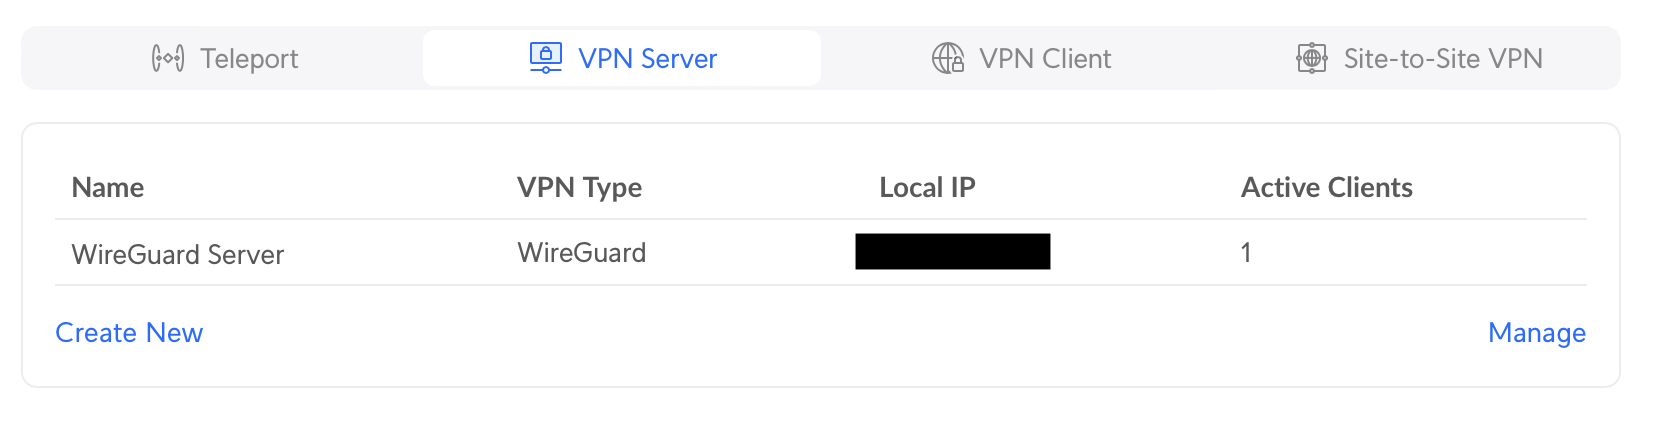 Teleport VPN Server VPN Client Site-to-Site VPN
Name VPN Type Local IP Active Clients
WireGuard Server WireGuard 1
Create New Manage